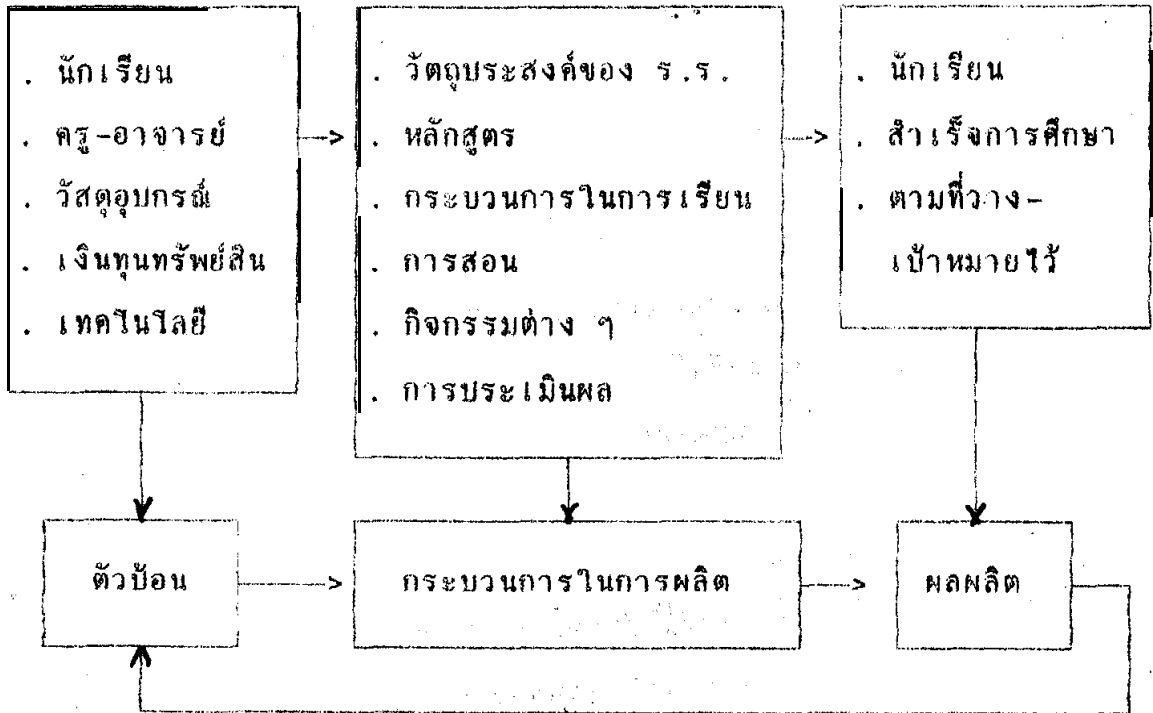 . นักเรียน
. ครู-อาจารย์
. วัสดุอุปกรณ์
. เงินทุนทรัพย์สิน
. เทคโนโลยี
. วัตถุประสงค์ของ ร.ร.
. หลักสูตร
. กระบวนการในการเรียน
. การสอน
. กิจกรรมต่าง ๆ
. การประเมินผล
. นักเรียน
. สำเร็จการศึกษา
. ตามที่วาง-
เป้าหมายไว้
ตัวป้อน
กระบวนการในการผลิต
ผลผลิต